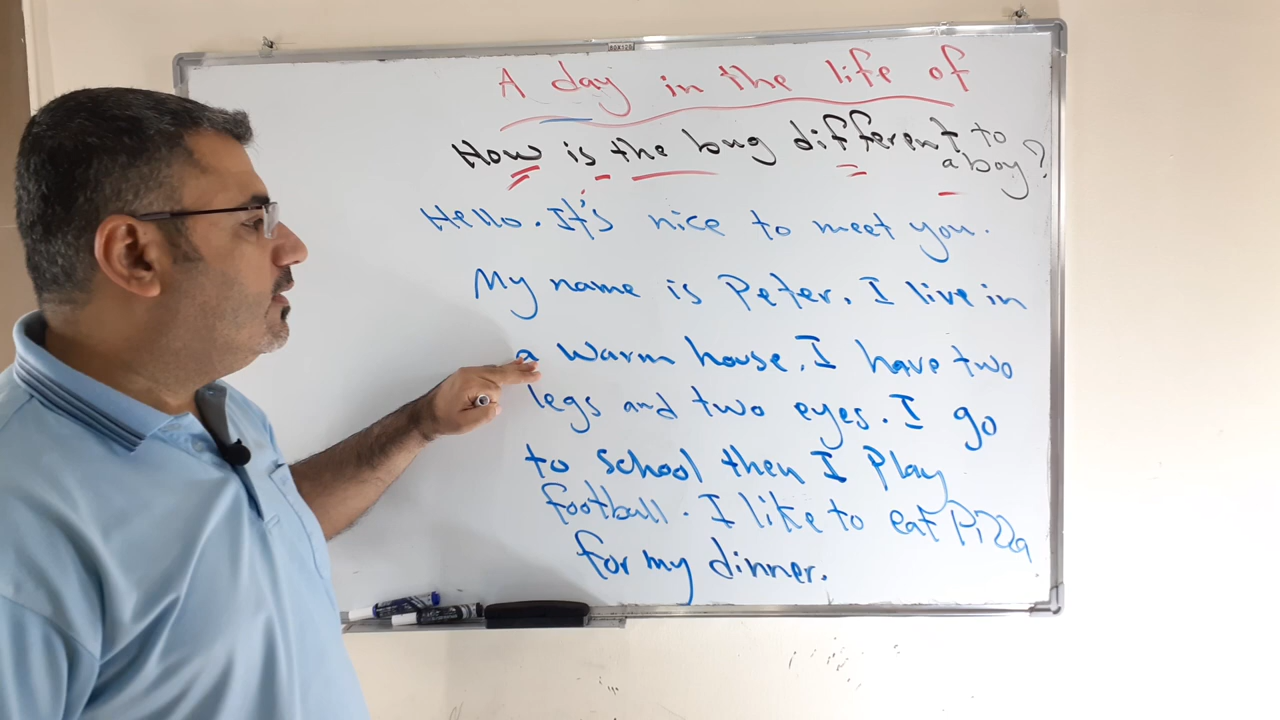 A day in the life of
How is the bug different to
a boy?
Hello. It's nice to meet you.
My name is Peter. I live in
a warm house. I have two
legs and two eyes. I go
to school then I Play
football. I like to eat Pizza
for my dinner.